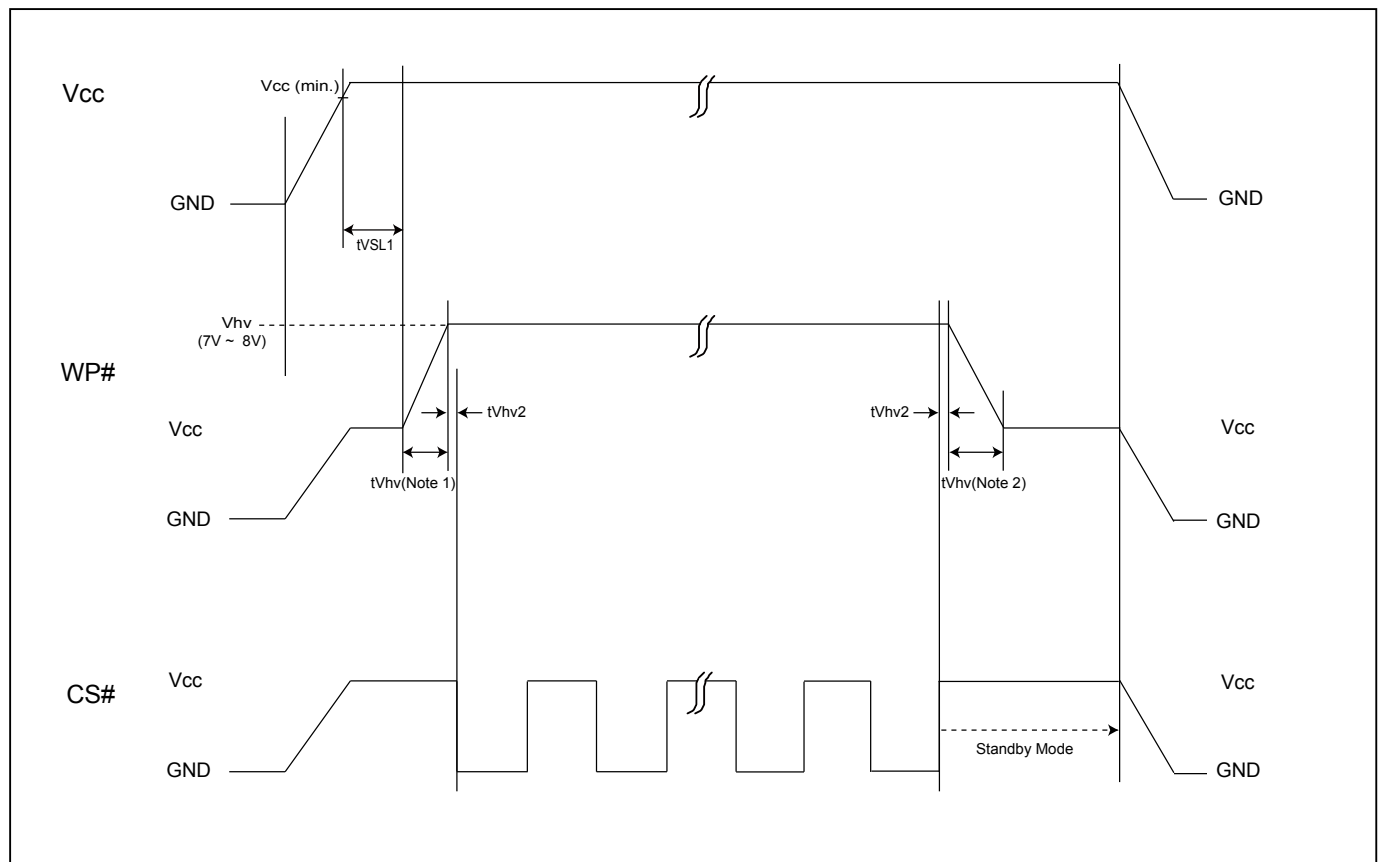 Vcc
Vcc (min.)
GND
GND
tVSL1
Vhv
(7V ~ 8V)
WP#
tVhv2
tVhv2
Vcc
Vcc
tVhv(Note 1)
tVhv(Note 2)
GND
GND
CS#
Vcc
Vcc
Standby Mode
GND
GND